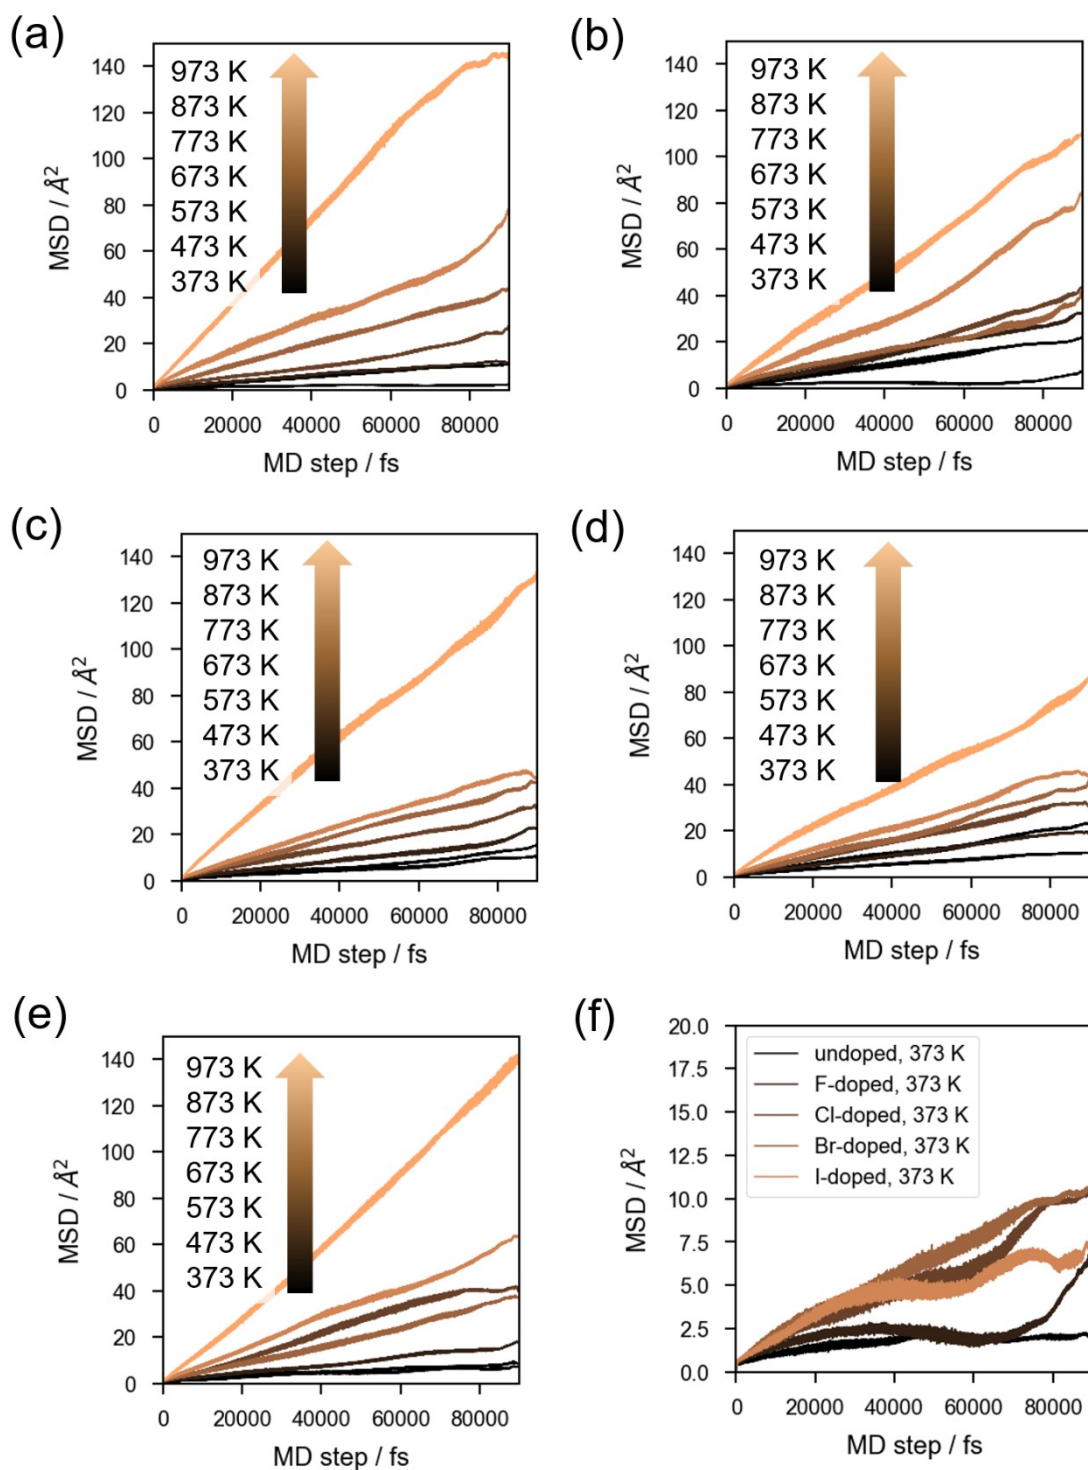 (a)
MSD / Å²
140
120
100
80
60
40
20
0
973 K
873 K
773 K
673 K
573 K
473 K
373 K
0 20000 40000 60000 80000
MD step / fs
(b)
MSD / Å²
140
120
100
80
60
40
20
0
973 K
873 K
773 K
673 K
573 K
473 K
373 K
0 20000 40000 60000 80000
MD step / fs
(c)
MSD / Å²
140
120
100
80
60
40
20
0
973 K
873 K
773 K
673 K
573 K
473 K
373 K
0 20000 40000 60000 80000
MD step / fs
(d)
MSD / Å²
140
120
100
80
60
40
20
0
973 K
873 K
773 K
673 K
573 K
473 K
373 K
0 20000 40000 60000 80000
MD step / fs
(e)
MSD / Å²
140
120
100
80
60
40
20
0
973 K
873 K
773 K
673 K
573 K
473 K
373 K
0 20000 40000 60000 80000
MD step / fs
(f)
MSD / Å²
20.0
17.5
15.0
12.5
10.0
7.5
5.0
2.5
0.0
undoped, 373 K
F-doped, 373 K
Cl-doped, 373 K
Br-doped, 373 K
I-doped, 373 K
0 20000 40000 60000 80000
MD step / fs